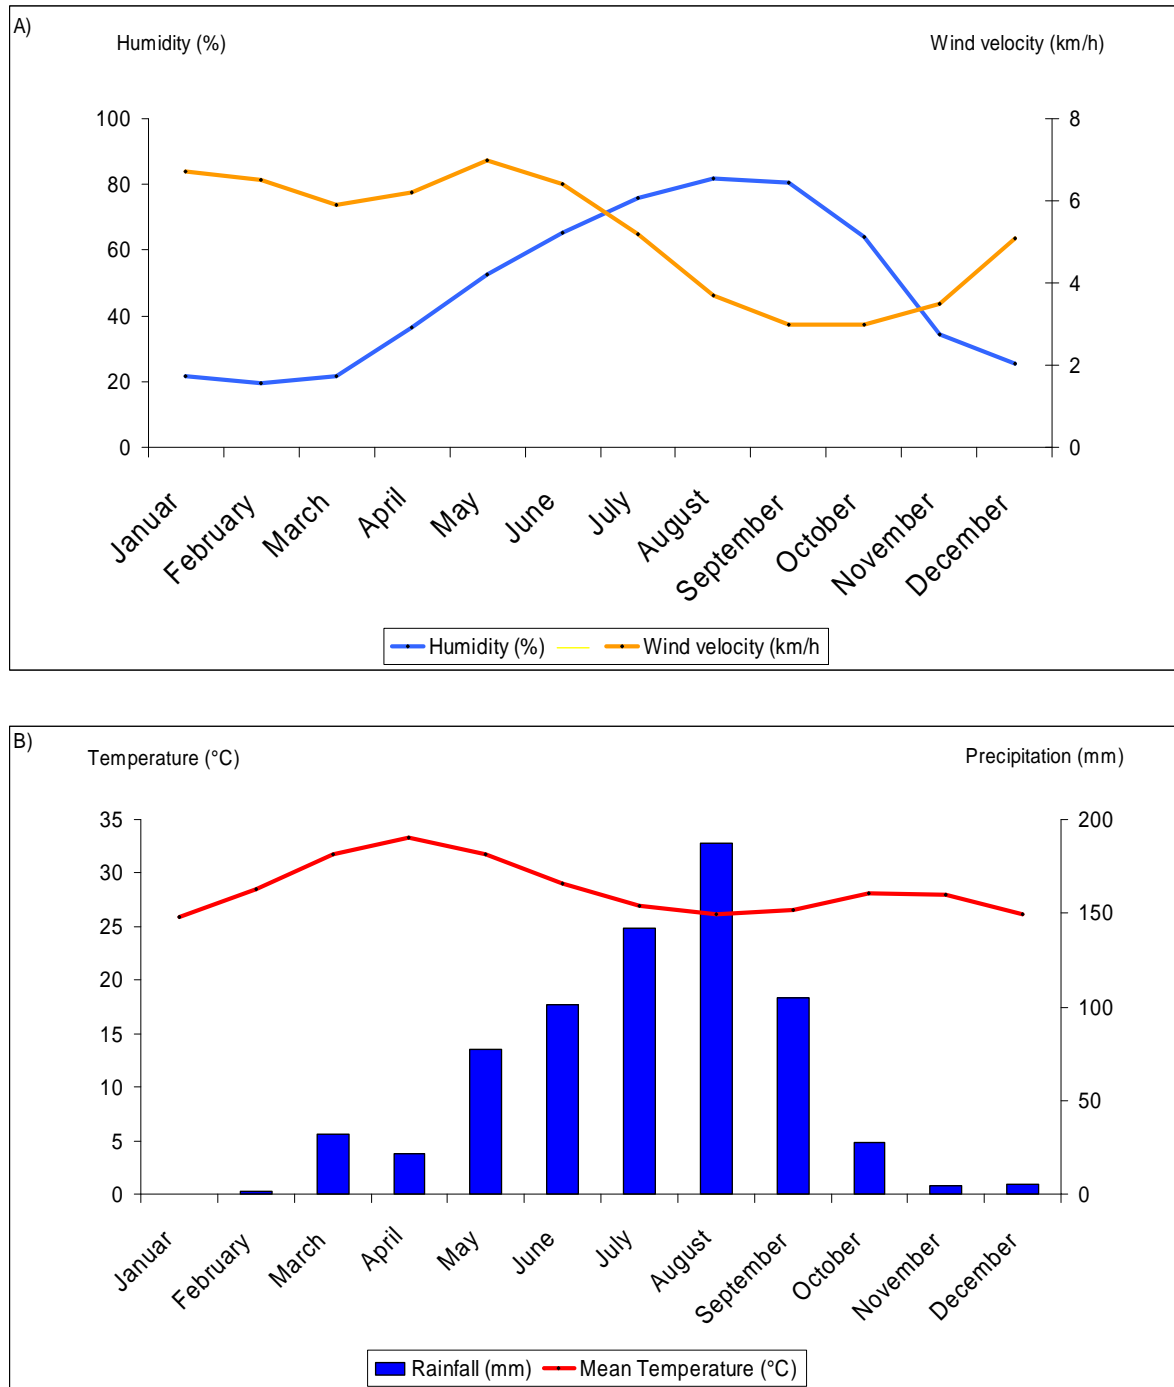 A)
Humidity (%) Wind velocity (km/h)
100 8
80 6
60
40 4
20 2
0 0
Januar February March April May June July August September October November December
Humidity (%) Wind velocity (km/h
B)
Temperature (°C) Precipitation (mm)
35 200
30
25 150
20
15 100
10
5 50
0 0
Januar February March April May June July August September October November December
Rainfall (mm) Mean Temperature (°C)